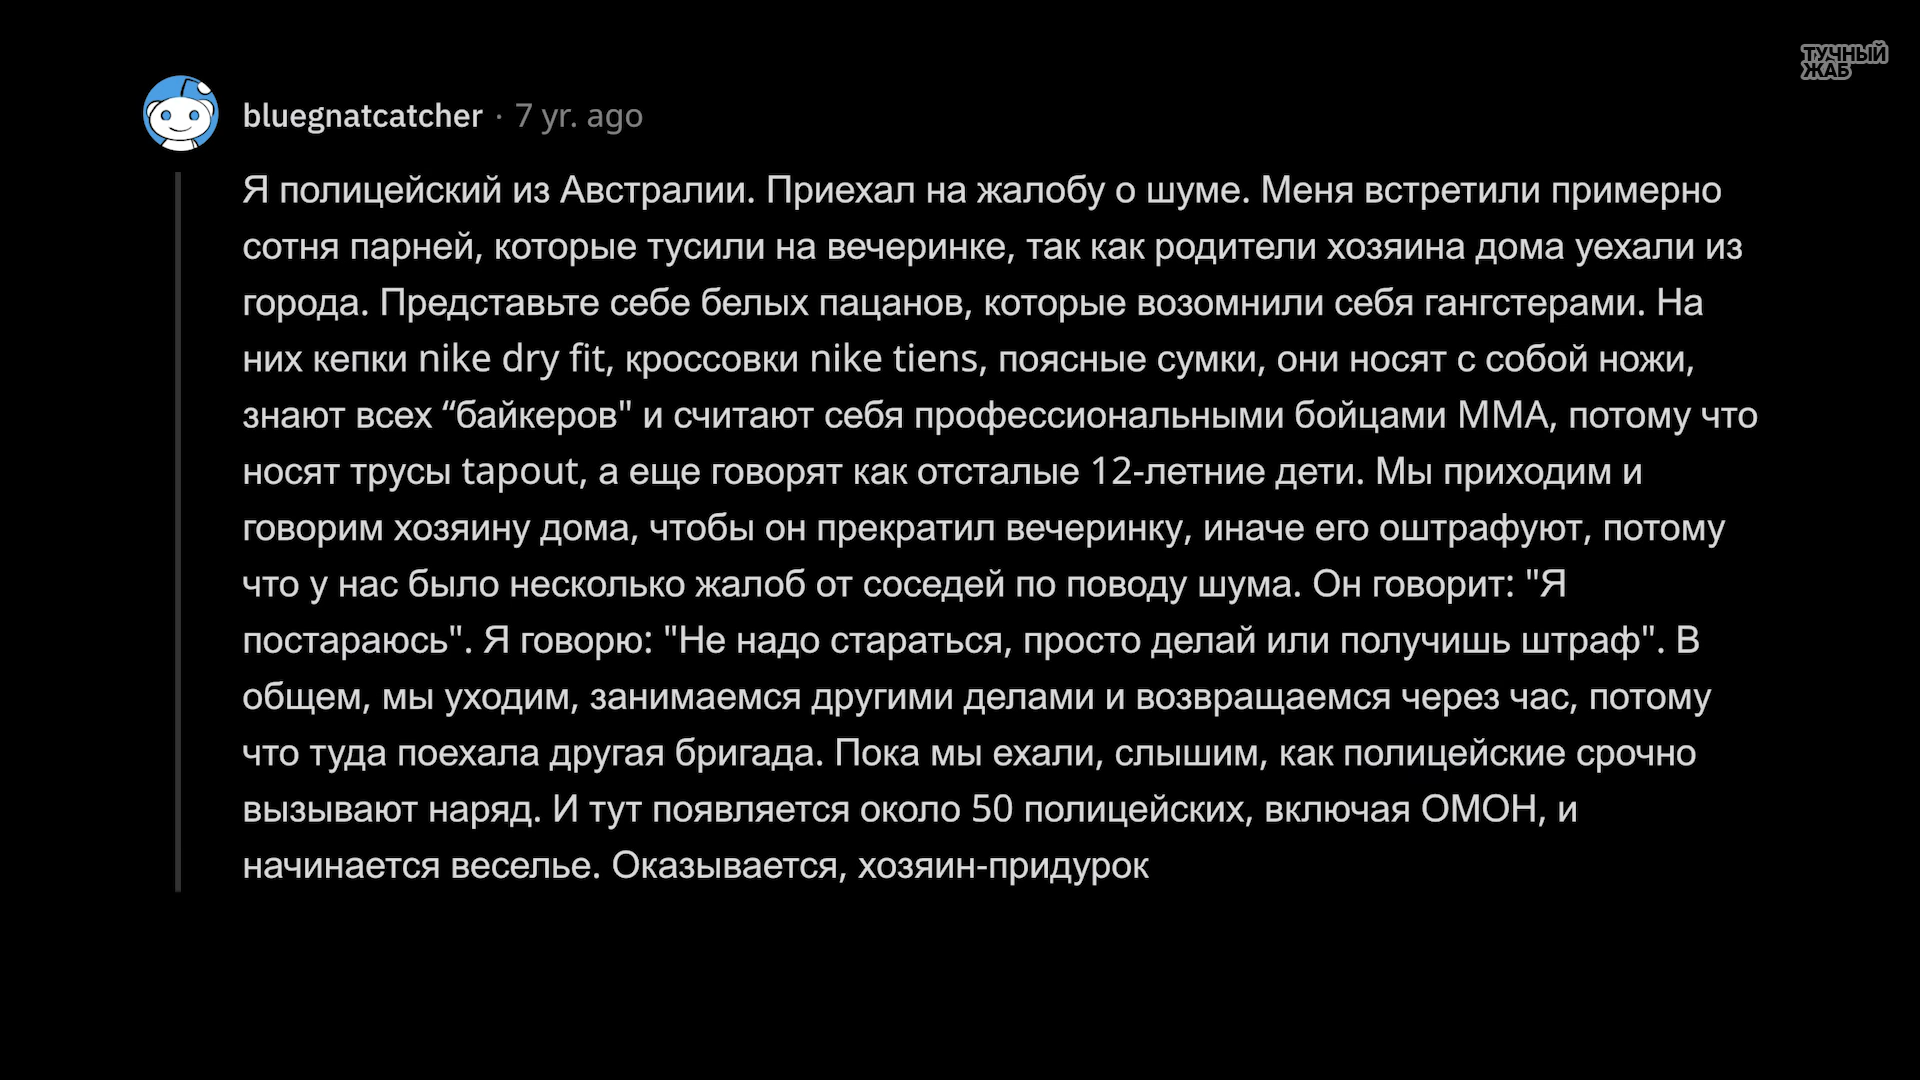 ТУЧНЫЙ
ЖАБ
bluegnatcatcher · 7 yr. ago
Я полицейский из Австралии. Приехал на жалобу о шуме. Меня встретили примерно
сотня парней, которые тусили на вечеринке, так как родители хозяина дома уехали из
города. Представьте себе белых пацанов, которые возомнили себя гангстерами. На
них кепки nike dry fit, кроссовки nike tiens, поясные сумки, они носят с собой ножи,
знают всех “байкеров" и считают себя профессиональными бойцами ММА, потому что
носят трусы tapout, а еще говорят как отсталые 12-летние дети. Мы приходим и
говорим хозяину дома, чтобы он прекратил вечеринку, иначе его оштрафуют, потому
что у нас было несколько жалоб от соседей по поводу шума. Он говорит: "Я
постараюсь". Я говорю: "Не надо стараться, просто делай или получишь штраф". В
общем, мы уходим, занимаемся другими делами и возвращаемся через час, потому
что туда поехала другая бригада. Пока мы ехали, слышим, как полицейские срочно
вызывают наряд. И тут появляется около 50 полицейских, включая ОМОН, и
начинается веселье. Оказывается, хозяин-придурок